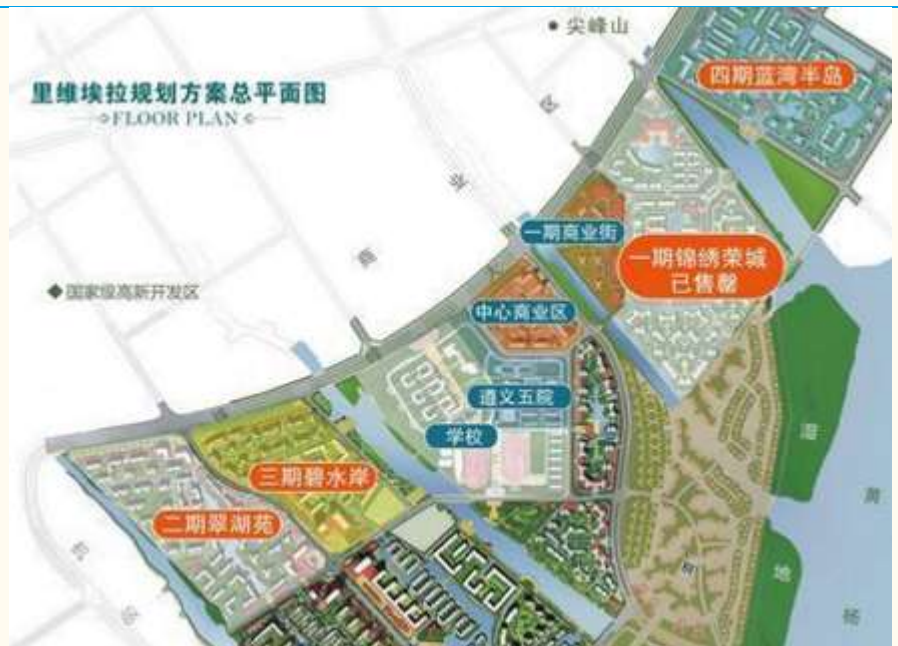 尖峰山
四期蓝湾半岛
里维埃拉规划方案总平面图
FLOOR PLAN
一期商业街
一期锦绣荣城
已售罄
国家级高新开发区
中心商业区
遵义五院
学校
三期碧水岸
二期翠湖苑